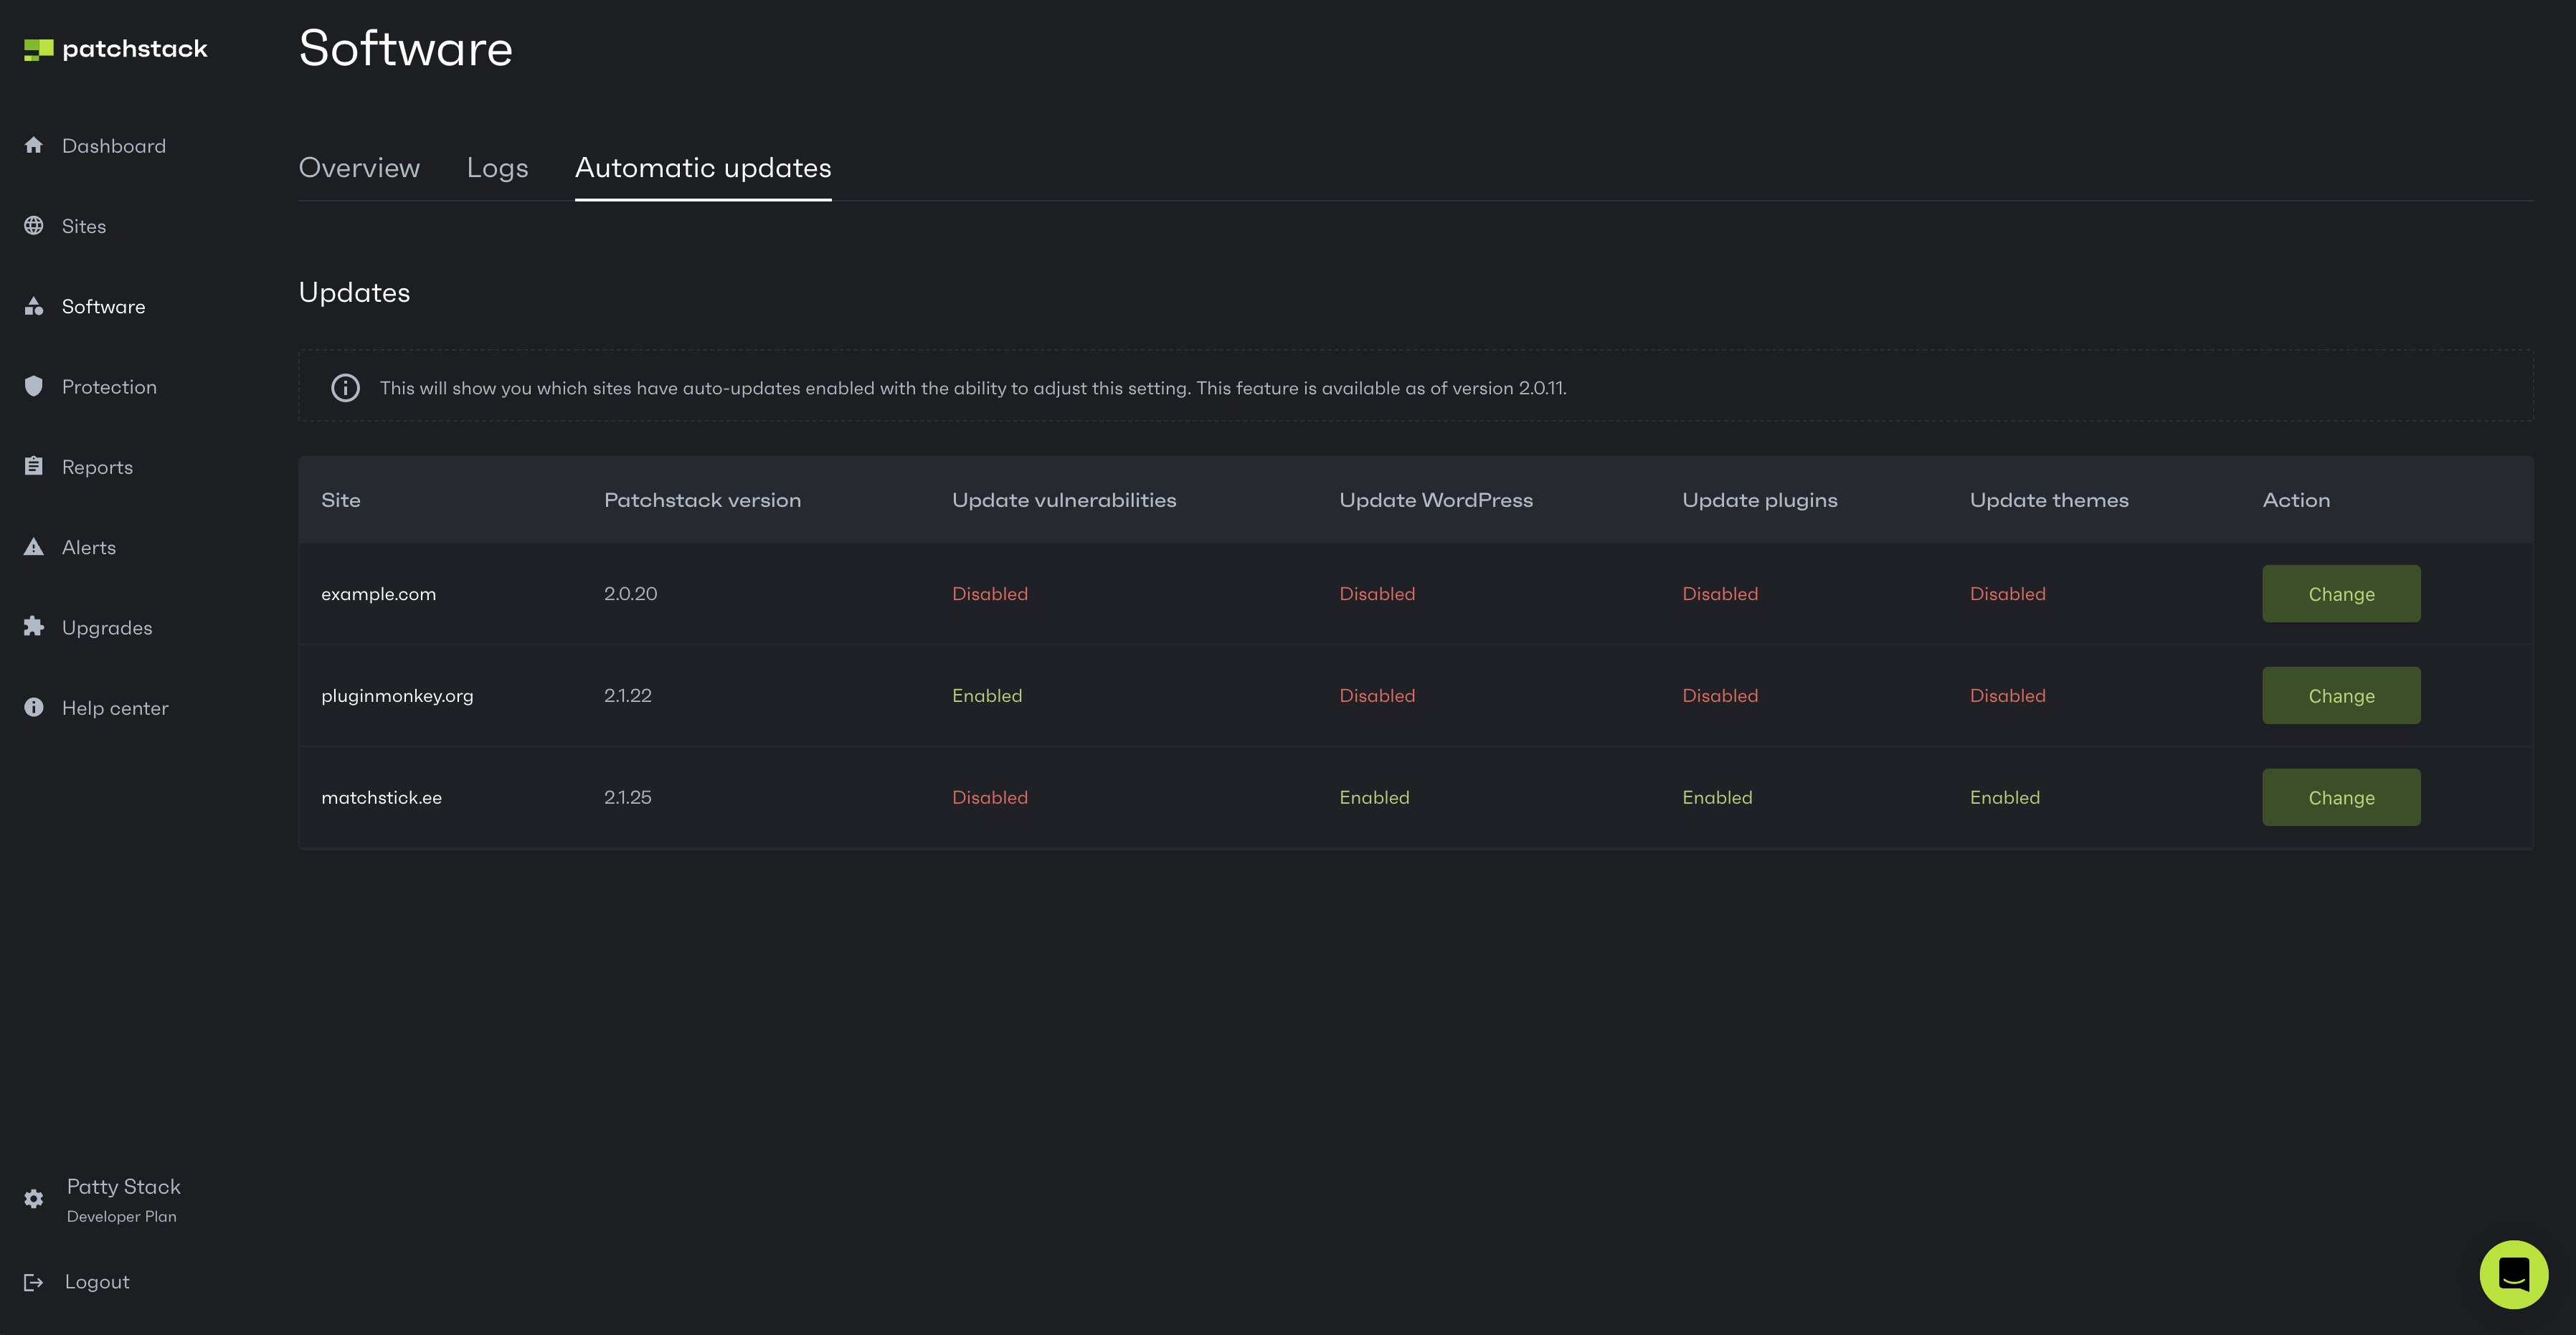 patchstack
Dashboard
Sites
Software
Protection
Reports
Alerts
Upgrades
Help center
Patty Stack
Developer Plan
Logout
Software
Overview Logs Automatic updates
Updates
This will show you which sites have auto-updates enabled with the ability to adjust this setting. This feature is available as of version 2.0.11.
Site Patchstack version Update vulnerabilities Update WordPress Update plugins Update themes Action
example.com 2.0.20 Disabled Disabled Disabled Disabled Change
pluginmonkey.org 2.1.22 Enabled Disabled Disabled Disabled Change
matchstick.ee 2.1.25 Disabled Enabled Enabled Enabled Change